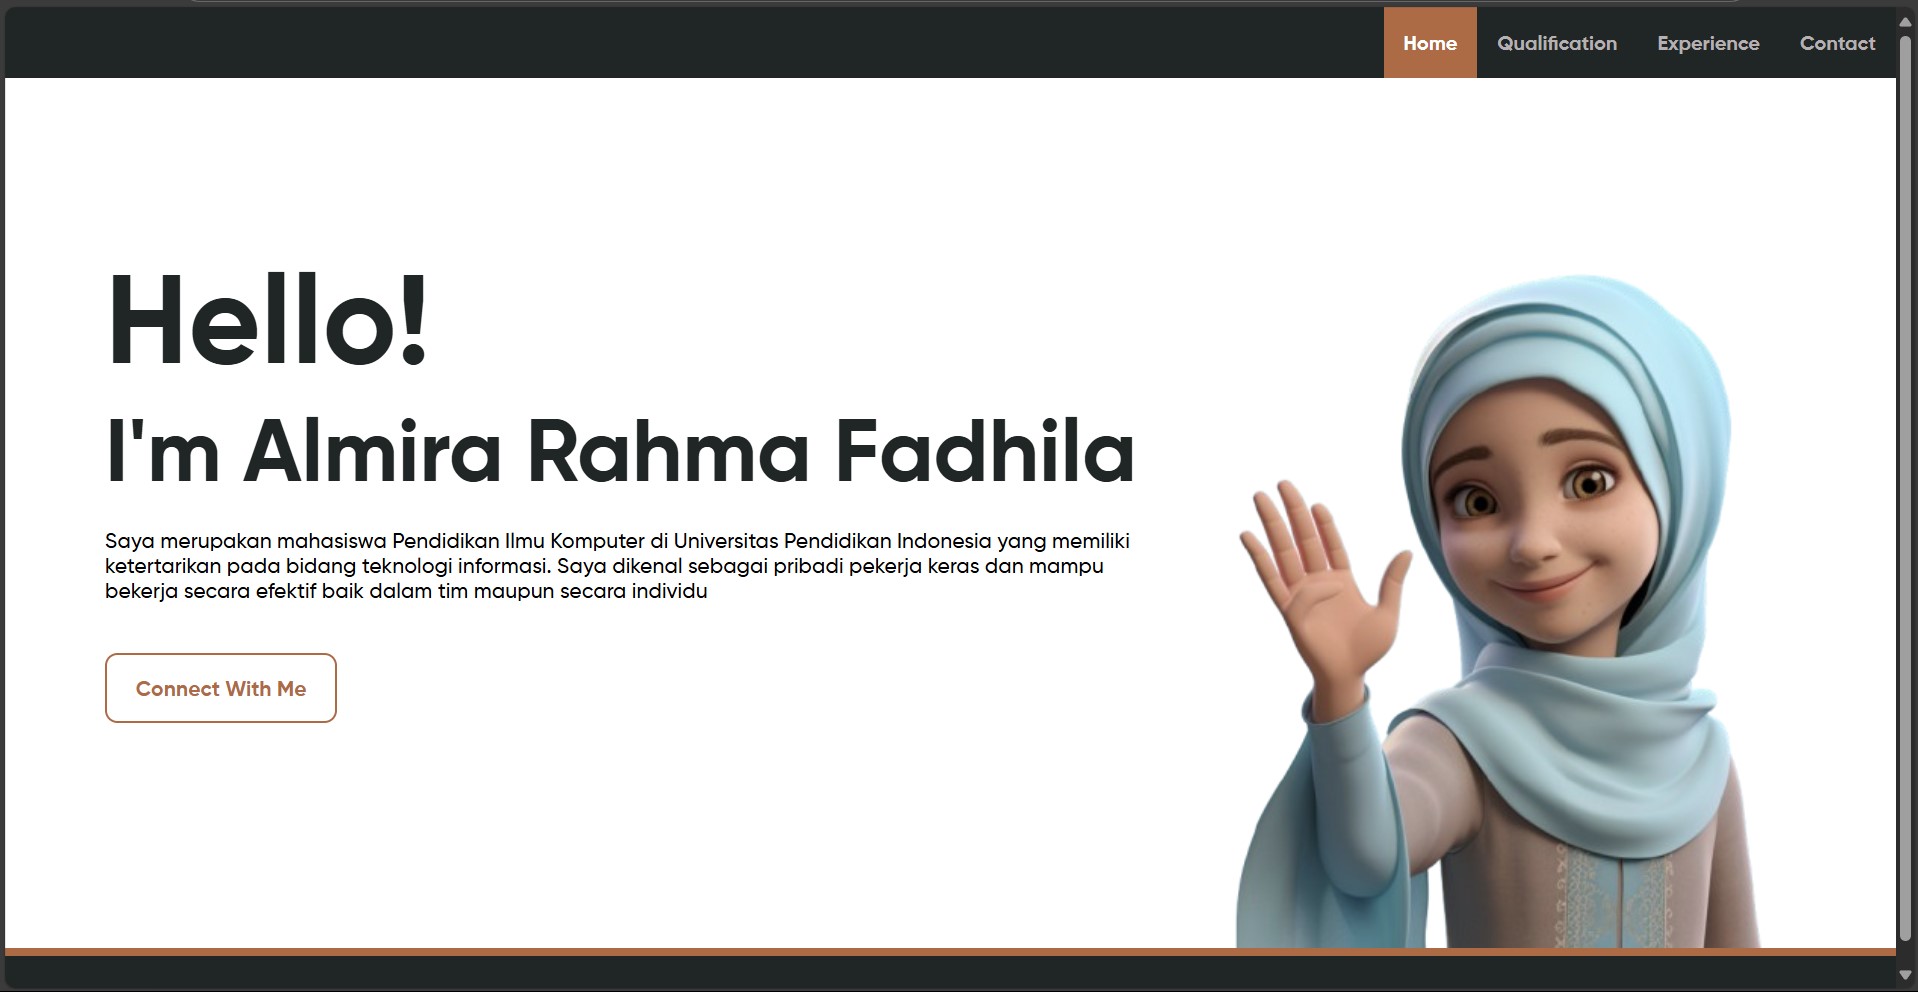 Home Qualification Experience Contact
Hello!
I'm Almira Rahma Fadhila
Saya merupakan mahasiswa Pendidikan Ilmu Komputer di Universitas Pendidikan Indonesia yang memiliki
ketertarikan pada bidang teknologi informasi. Saya dikenal sebagai pribadi pekerja keras dan mampu
bekerja secara efektif baik dalam tim maupun secara individu
Connect With Me